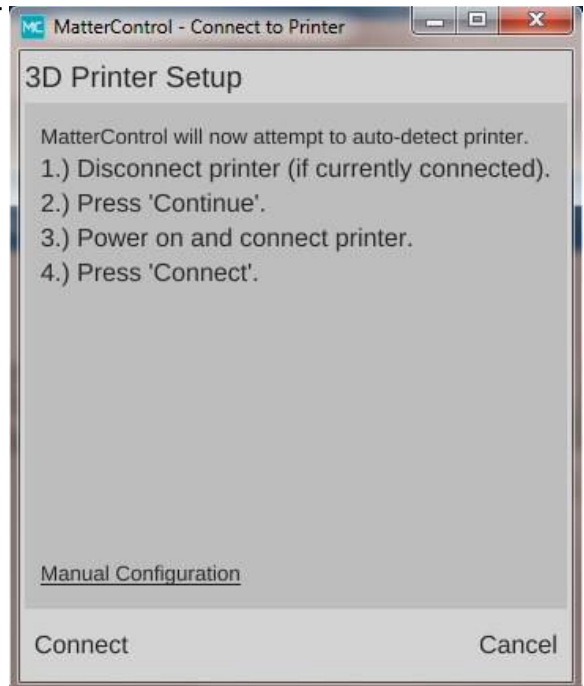 MC MatterControl - Connect to Printer
3D Printer Setup
MatterControl will now attempt to auto-detect printer.
1.) Disconnect printer (if currently connected).
2.) Press 'Continue'.
3.) Power on and connect printer.
4.) Press 'Connect'.
Manual Configuration
Connect Cancel